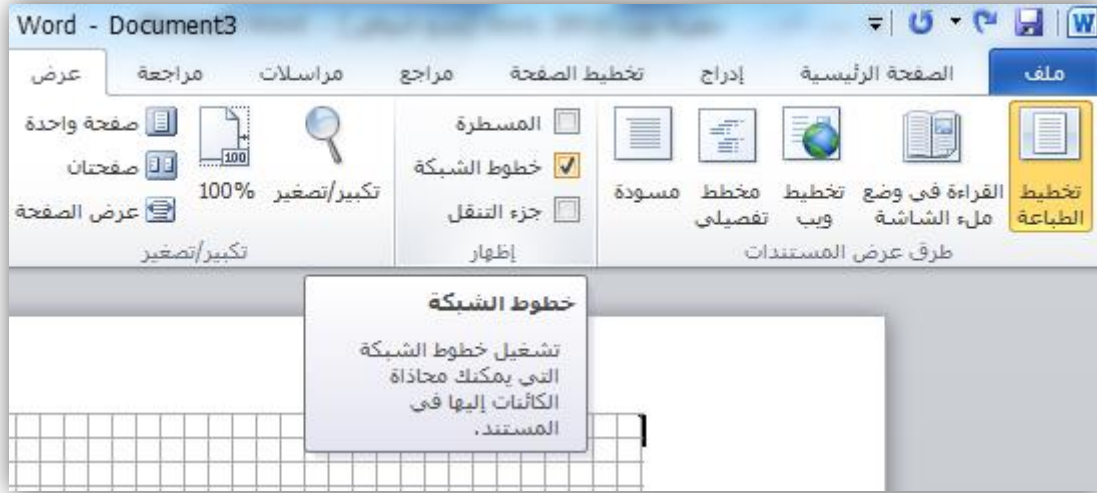 Word - Document3
ملف
الصفحة الرئيسية
إدراج
تخطيط الصفحة
مراجع
مراسلات
مراجعة
عرض
تخطيط
الطباعة
القراءة في وضع
ملء الشاشة
تخطيط
ويب
مخطط
تفصيلي
مسودة
طرق عرض المستندات
المسطرة
خطوط الشبكة
جزء التنقل
إظهار
تكبير/تصغير
100
100%
صفحة واحدة
صفحتان
عرض الصفحة
تكبير/تصغير
خطوط الشبكة
تشغيل خطوط الشبكة
التي يمكنك محاذاة
الكائنات إليها في
المستند.